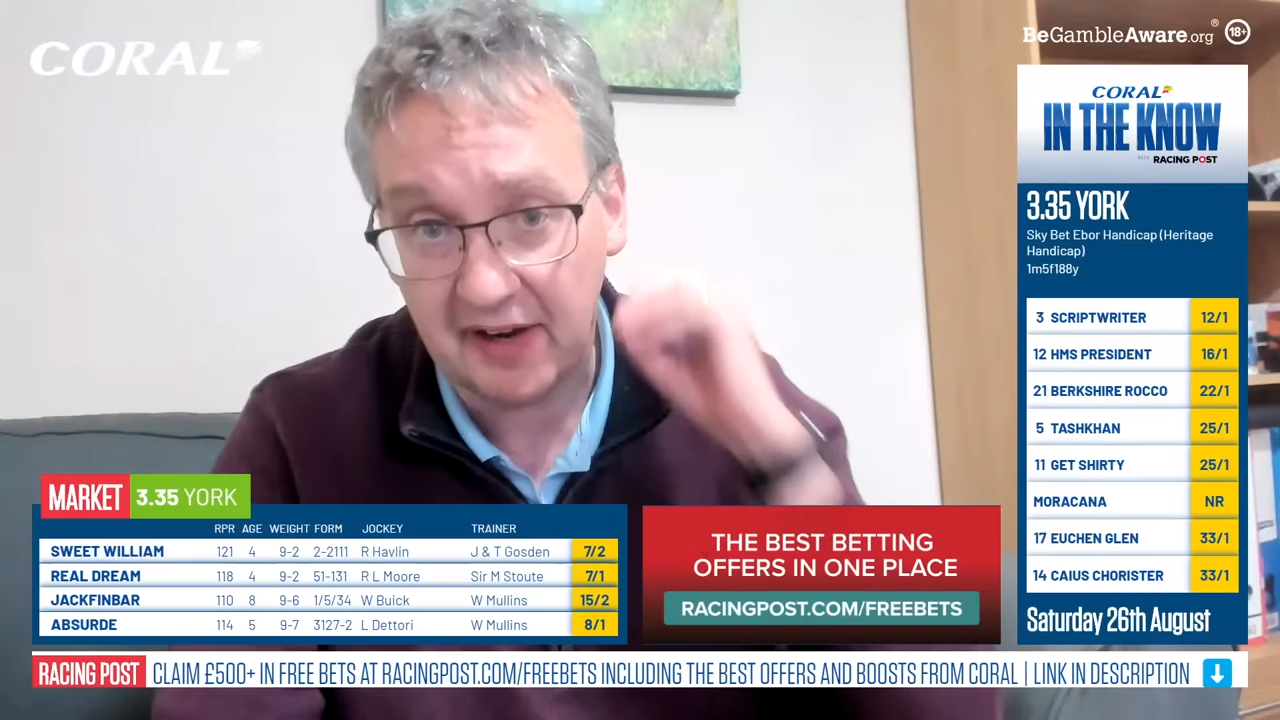 CORAL
BeGambleAware.org® 18+
CORAL
IN THE KNOW
WITH RACING POST
3.35 YORK
Sky Bet Ebor Handicap (Heritage
Handicap)
1m5f188y
3 SCRIPTWRITER 12/1
12 HMS PRESIDENT 16/1
21 BERKSHIRE ROCCO 22/1
5 TASHKHAN 25/1
11 GET SHIRTY 25/1
MORACANA NR
17 EUCHEN GLEN 33/1
14 CAIUS CHORISTER 33/1
Saturday 26th August
MARKET 3.35 YORK
RPR AGE WEIGHT FORM JOCKEY TRAINER
SWEET WILLIAM 121 4 9-2 2-2111 R Havlin J & T Gosden 7/2
REAL DREAM 118 4 9-2 51-131 R L Moore Sir M Stoute 7/1
JACKFINBAR 110 8 9-6 1/5/34 W Buick W Mullins 15/2
ABSURDE 114 5 9-7 3127-2 L Dettori W Mullins 8/1
THE BEST BETTING
OFFERS IN ONE PLACE
RACINGPOST.COM/FREEBETS
RACING POST CLAIM £500+ IN FREE BETS AT RACINGPOST.COM/FREEBETS INCLUDING THE BEST OFFERS AND BOOSTS FROM CORAL | LINK IN DESCRIPTION